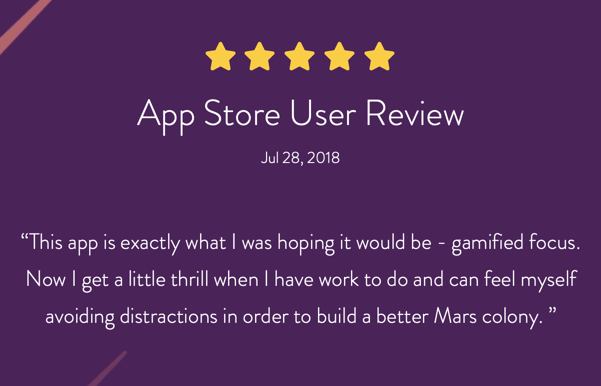 App Store User Review
Jul 28, 2018
“This app is exactly what I was hoping it would be - gamified focus.
Now I get a little thrill when I have work to do and can feel myself
avoiding distractions in order to build a better Mars colony. ”